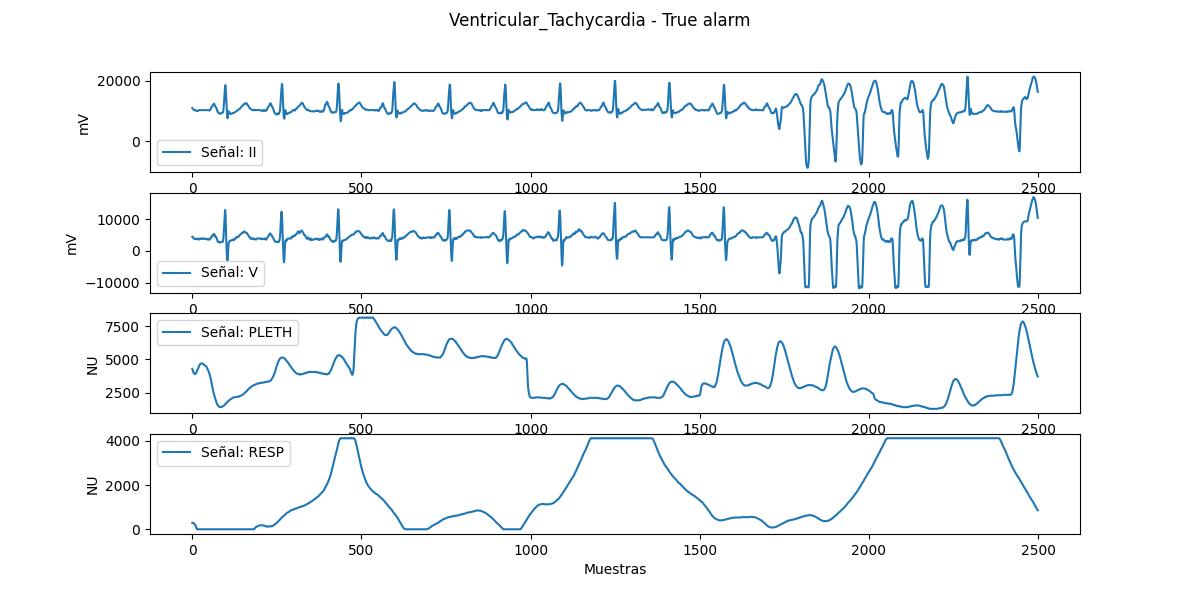 Ventricular_Tachycardia - True alarm
20000
0
mV
Señal: II
0 500 1000 1500 2000 2500
10000
0
−10000
mV
Señal: V
0 500 1000 1500 2000 2500
7500
5000
2500
NU
Señal: PLETH
0 500 1000 1500 2000 2500
4000
2000
0
NU
Señal: RESP
0 500 1000 1500 2000 2500
Muestras